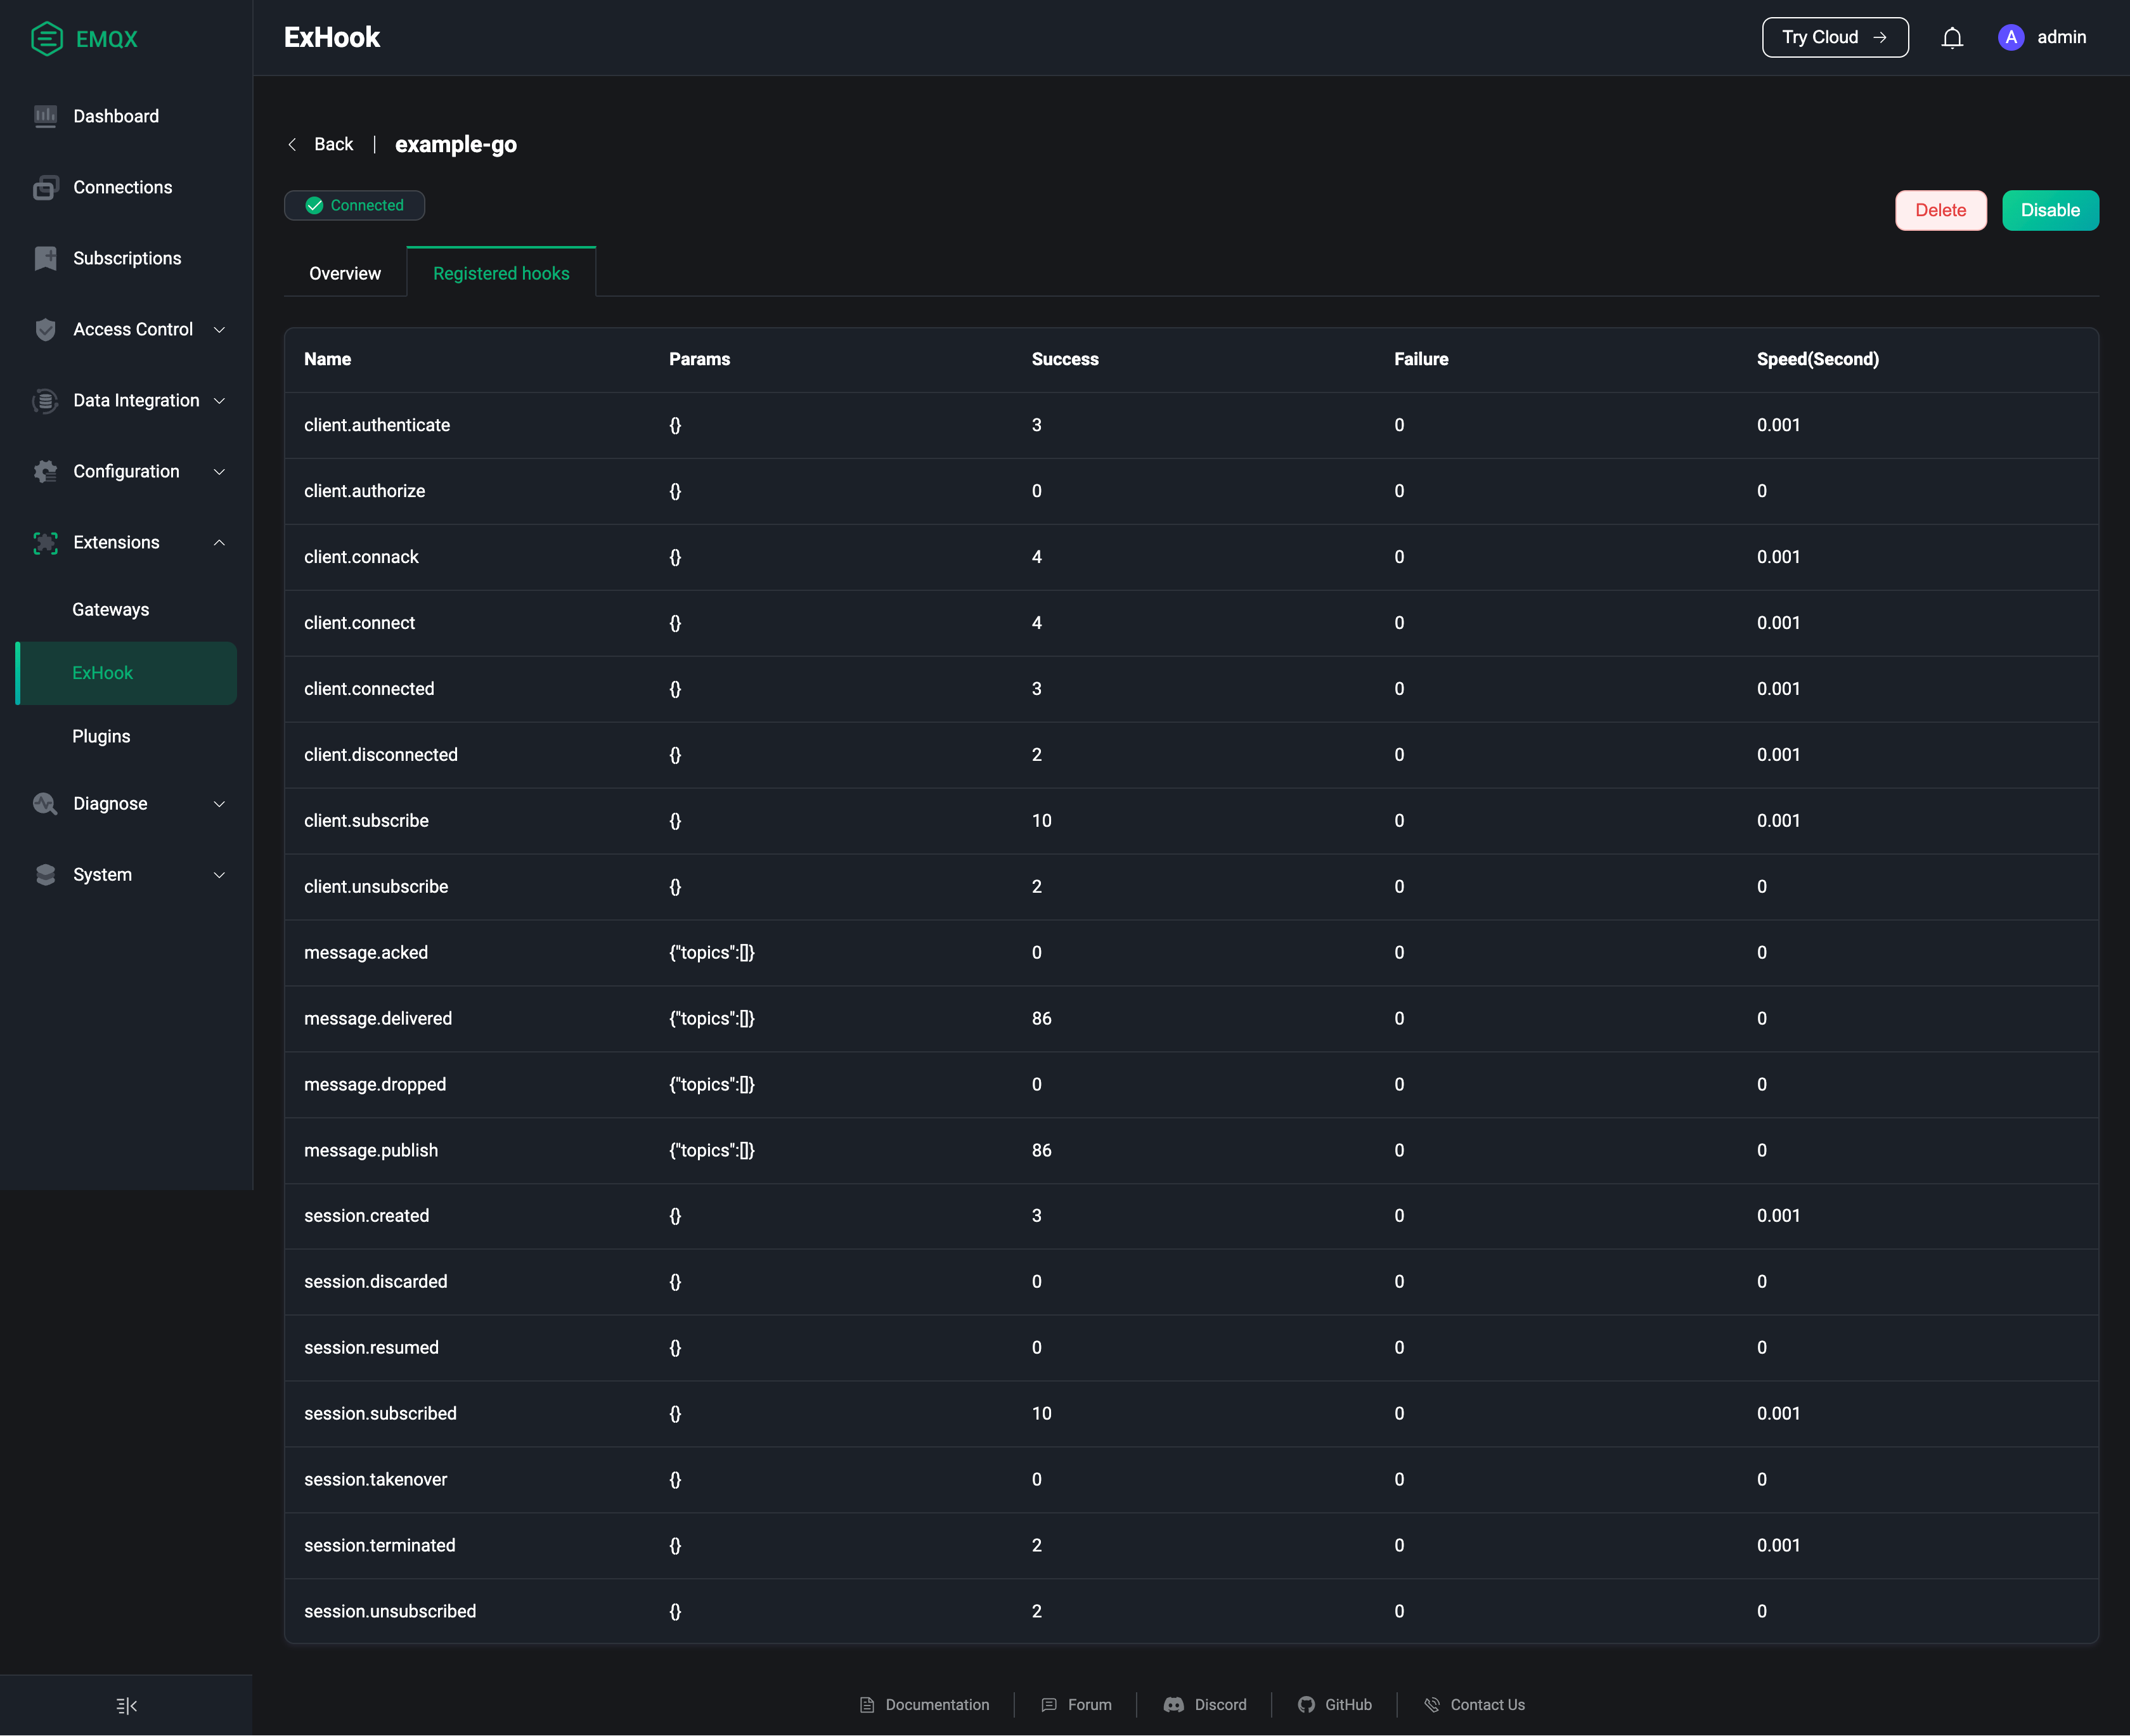 EMQX
ExHook
Try Cloud
A
admin
Dashboard
Connections
Subscriptions
Access Control
Data Integration
Configuration
Extensions
Gateways
ExHook
Plugins
Diagnose
System
Back | example-go
Connected
Delete
Disable
Overview
Registered hooks
Name Params Success Failure Speed(Second)
client.authenticate {} 3 0 0.001
client.authorize {} 0 0 0
client.connack {} 4 0 0.001
client.connect {} 4 0 0.001
client.connected {} 3 0 0.001
client.disconnected {} 2 0 0.001
client.subscribe {} 10 0 0.001
client.unsubscribe {} 2 0 0
message.acked {"topics":[]} 0 0 0
message.delivered {"topics":[]} 86 0 0
message.dropped {"topics":[]} 0 0 0
message.publish {"topics":[]} 86 0 0
session.created {} 3 0 0.001
session.discarded {} 0 0 0
session.resumed {} 0 0 0
session.subscribed {} 10 0 0.001
session.takenover {} 0 0 0
session.terminated {} 2 0 0.001
session.unsubscribed {} 2 0 0
Documentation
Forum
Discord
GitHub
Contact Us